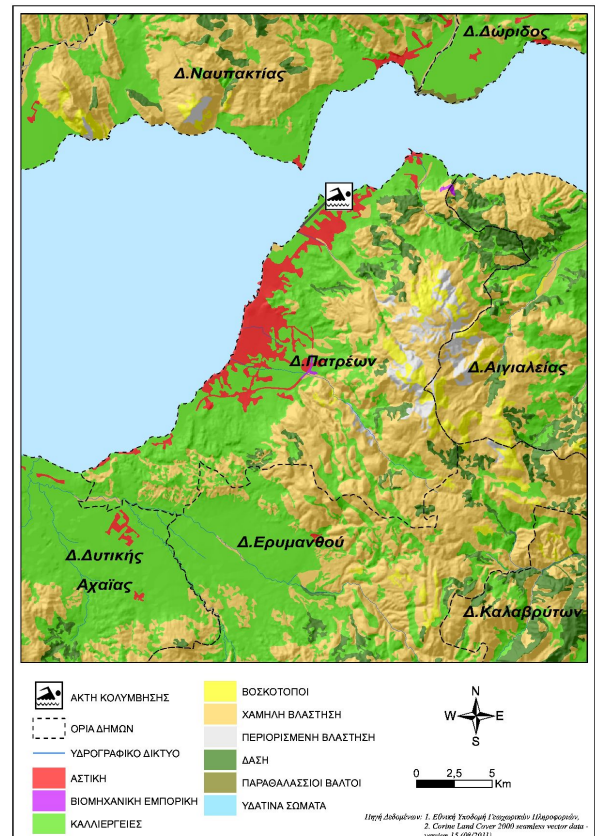 Δ.Δωρίδος
Δ.Ναυπακτίας
Δ.Πατρέων
Δ.Αιγιαλείας
Δ.Ερυμανθού
Δ.Δυτικής
Αχαΐας
Δ.Καλαβρύτων
ΑΚΤΗ ΚΟΛΥΜΒΗΣΗΣ
ΟΡΙΑ ΔΗΜΩΝ
ΥΔΡΟΓΡΑΦΙΚΟ ΔΙΚΤΥΟ
ΑΣΤΙΚΗ
ΒΙΟΜΗΧΑΝΙΚΗ ΕΜΠΟΡΙΚΗ
ΚΑΛΛΙΕΡΓΕΙΕΣ
ΒΟΣΚΟΤΟΠΟΙ
ΧΑΜΗΛΗ ΒΛΑΣΤΗΣΗ
ΠΕΡΙΟΡΙΣΜΕΝΗ ΒΛΑΣΤΗΣΗ
ΔΑΣΗ
ΠΑΡΑΘΑΛΑΣΣΙΟΙ ΒΑΛΤΟΙ
ΥΔΑΤΙΝΑ ΣΩΜΑΤΑ
N
W E
S
0 2,5 5
Km
Πηγή Δεδομένων: 1. Εθνική Υποδομή Γεωχωρικών Πληροφοριών,
2. Corine Land Cover 2000 seamless vector data -
version 15 (08/2011)